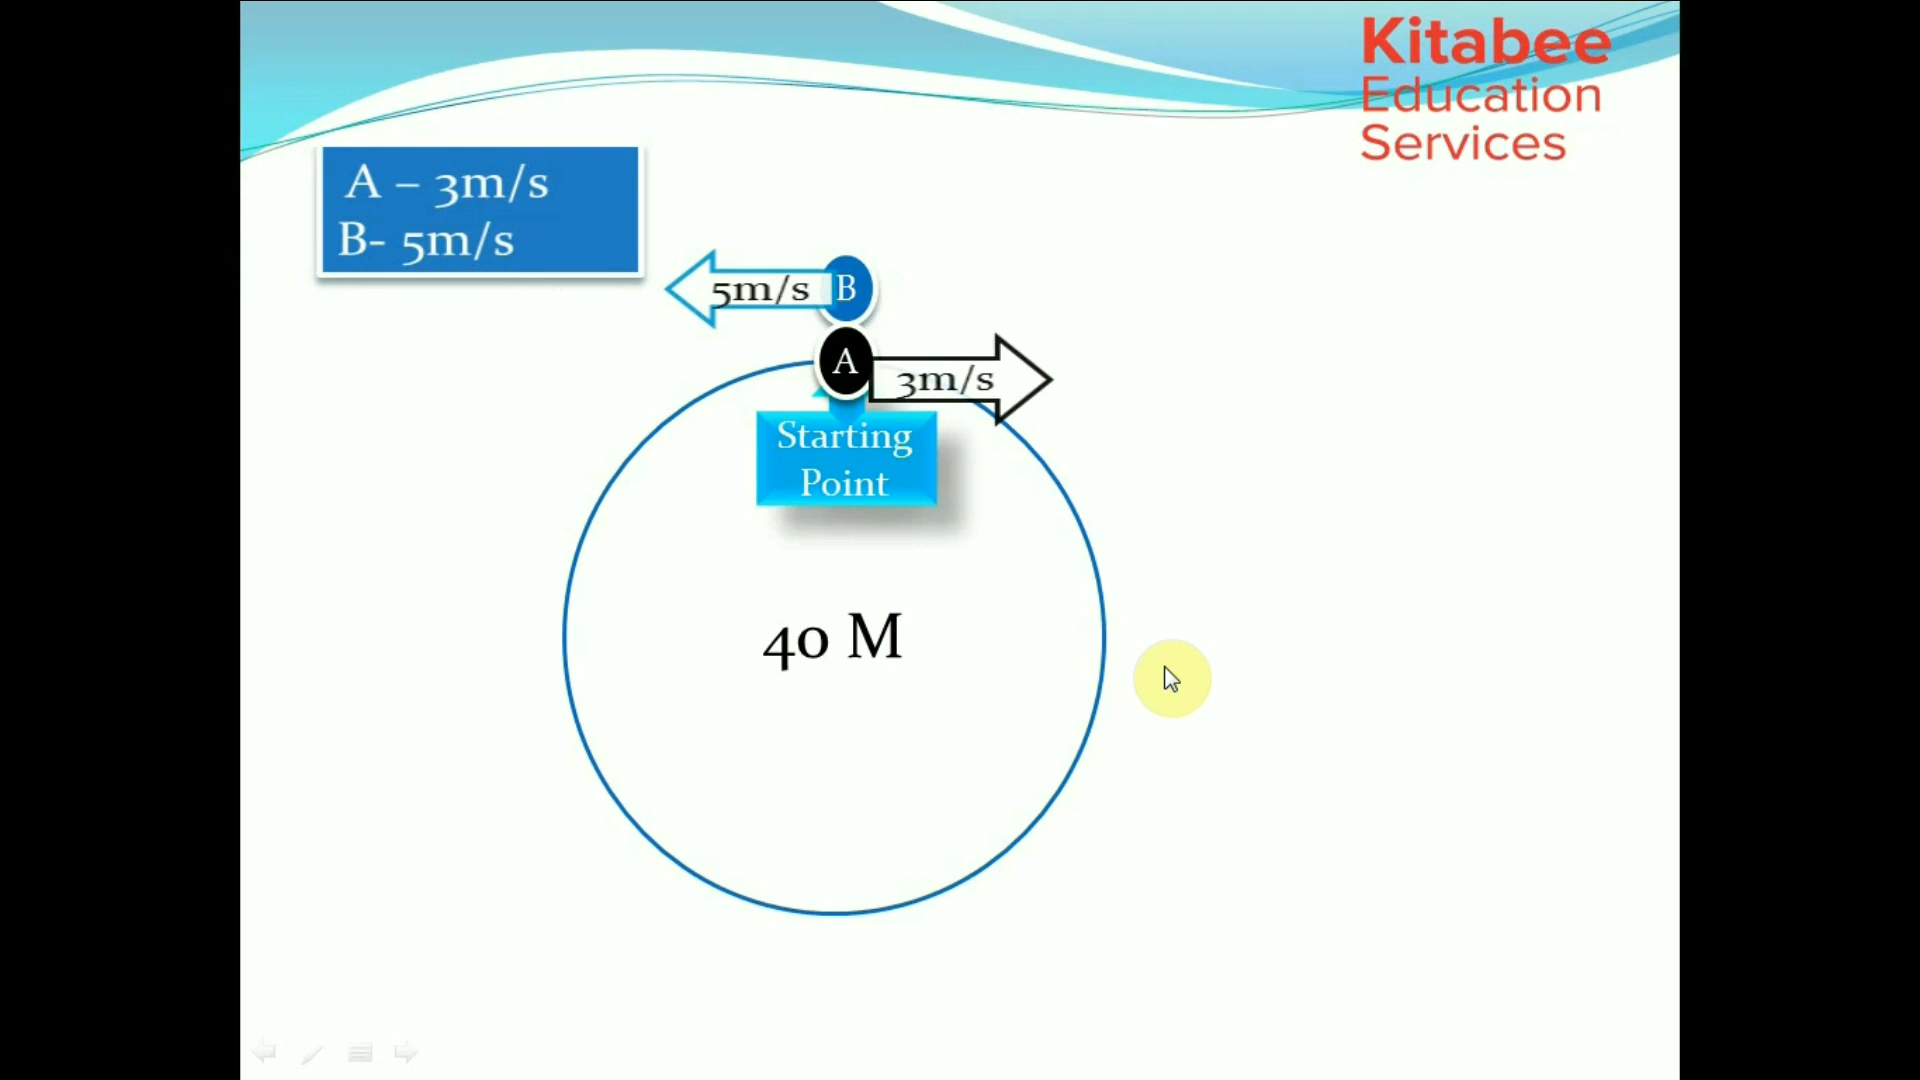 Kitabee
Education
Services
A – 3m/s
B- 5m/s
5m/s B
A
3m/s
Starting
Point
40 M